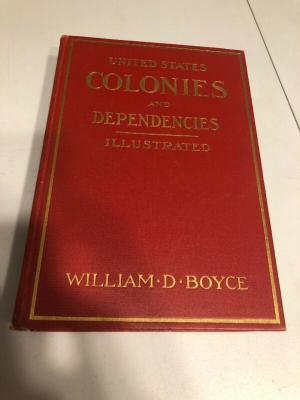 UNITED STATES
COLONIES
AND
DEPENDENCIES
ILLUSTRATED
WILLIAM·D·BOYCE